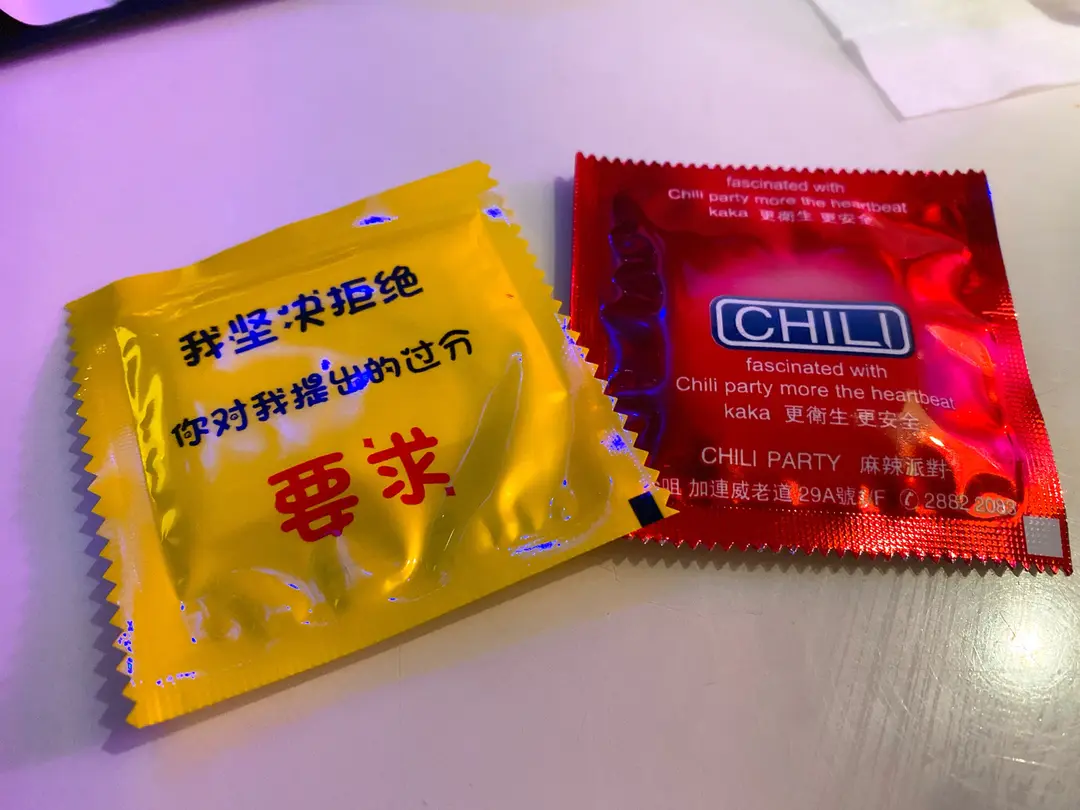 我坚决拒绝
你对我提出的过分
要求
fascinated with
Chili party more the heartbeat
kaka 更衛生 更安全
CHILI
fascinated with
Chili party more the heartbeat
kaka 更衛生 更安全
CHILI PARTY 麻辣派對
咀 加連威老道 29A號 /F ✆ 2882 2083